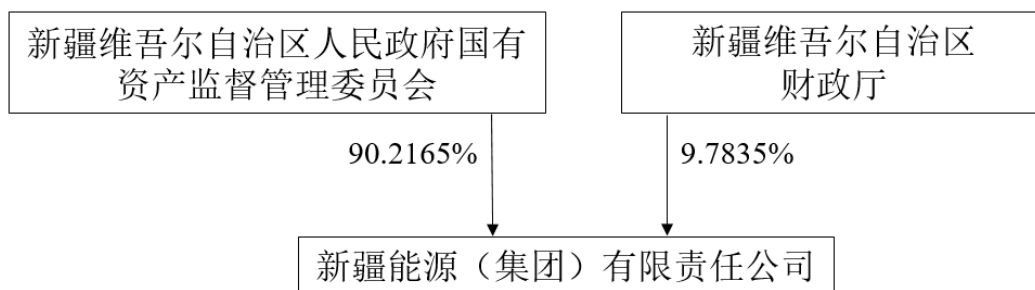 新疆维吾尔自治区人民政府国有
资产监督管理委员会
新疆维吾尔自治区
财政厅
90.2165%
9.7835%
新疆能源（集团）有限责任公司